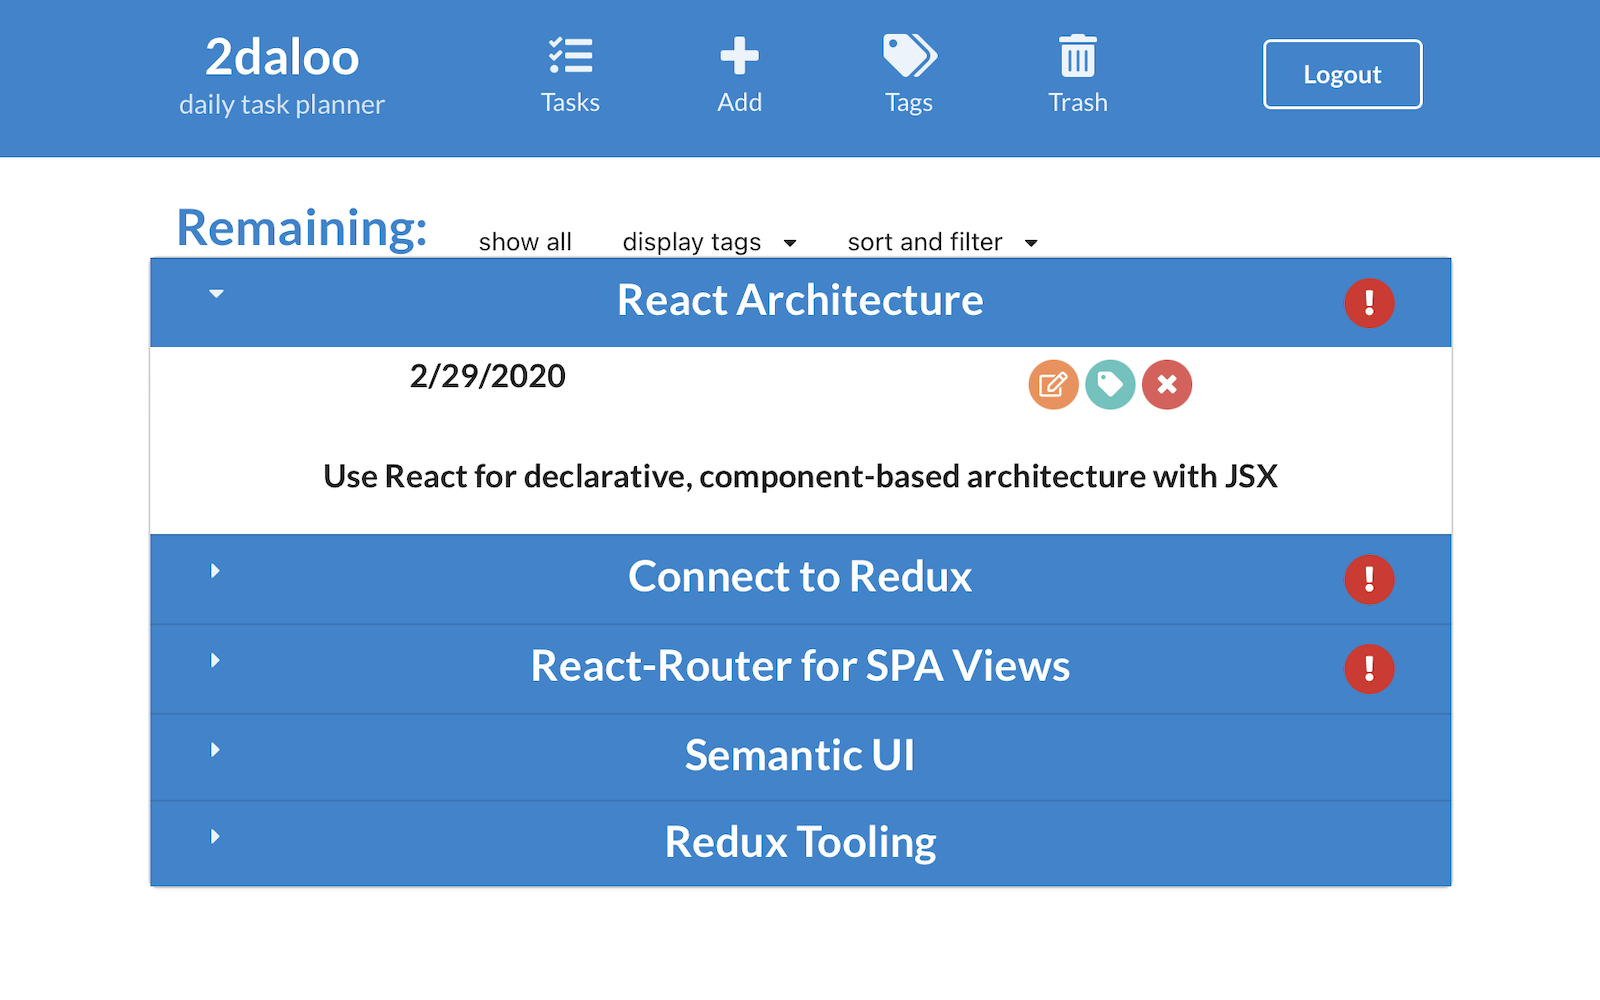 2daloo
daily task planner
Tasks
Add
Tags
Trash
Logout
Remaining:
show all
display tags
sort and filter
React Architecture
2/29/2020
Use React for declarative, component-based architecture with JSX
Connect to Redux
React-Router for SPA Views
Semantic UI
Redux Tooling